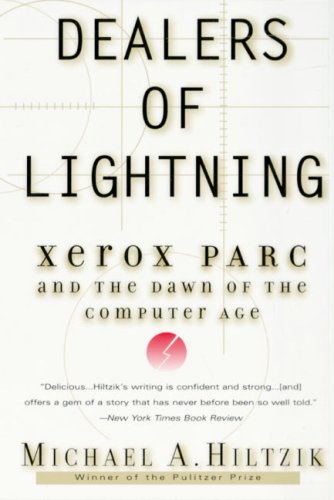 DEALERS
OF
LIGHTNING
xerox PARC
AND THE DAWN OF THE
COMPUTER AGE
"Delicious...Hiltzik's writing is confident and strong...[and]
offers a gem of a story that has never before been so well told."
—New York Times Book Review
MICHAEL A. HILTZIK
Winner of the Pulitzer Prize